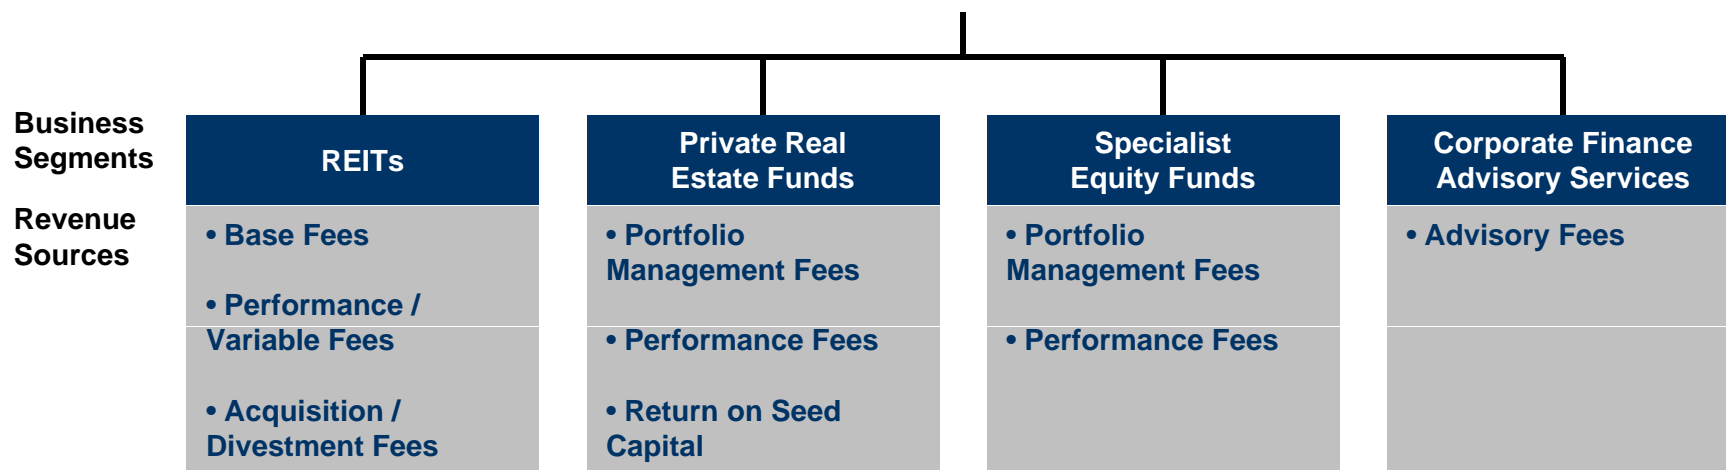 Business
Segments
REITs
Private Real
Estate Funds
Specialist
Equity Funds
Corporate Finance
Advisory Services
Revenue
Sources
• Base Fees
• Performance /
Variable Fees
• Acquisition /
Divestment Fees
• Portfolio
Management Fees
• Performance Fees
• Return on Seed
Capital
• Portfolio
Management Fees
• Performance Fees
• Advisory Fees